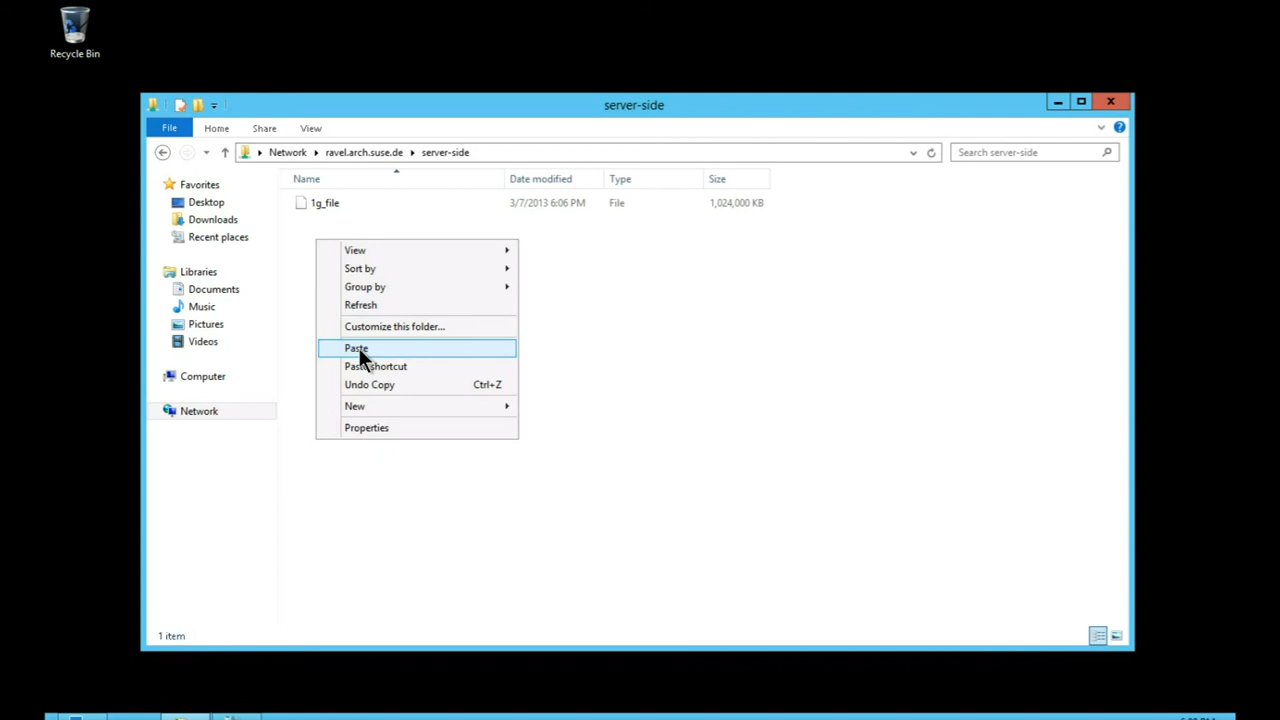 Recycle Bin
server-side
File Home Share View
Network ravel.arch.suse.de server-side
Search server-side
Name Date modified Type Size
1g_file 3/7/2013 6:06 PM File 1,024,000 KB
Favorites
Desktop
Downloads
Recent places
Libraries
Documents
Music
Pictures
Videos
Computer
Network
View
Sort by
Group by
Refresh
Customize this folder...
Paste
Paste shortcut
Undo Copy Ctrl+Z
New
Properties
1 item